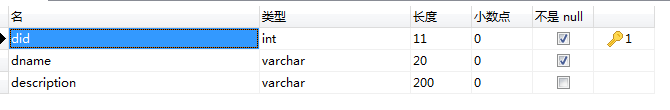 名 类型 长度 小数点 不是 null
did int 11 0 1
dname varchar 20 0
description varchar 200 0